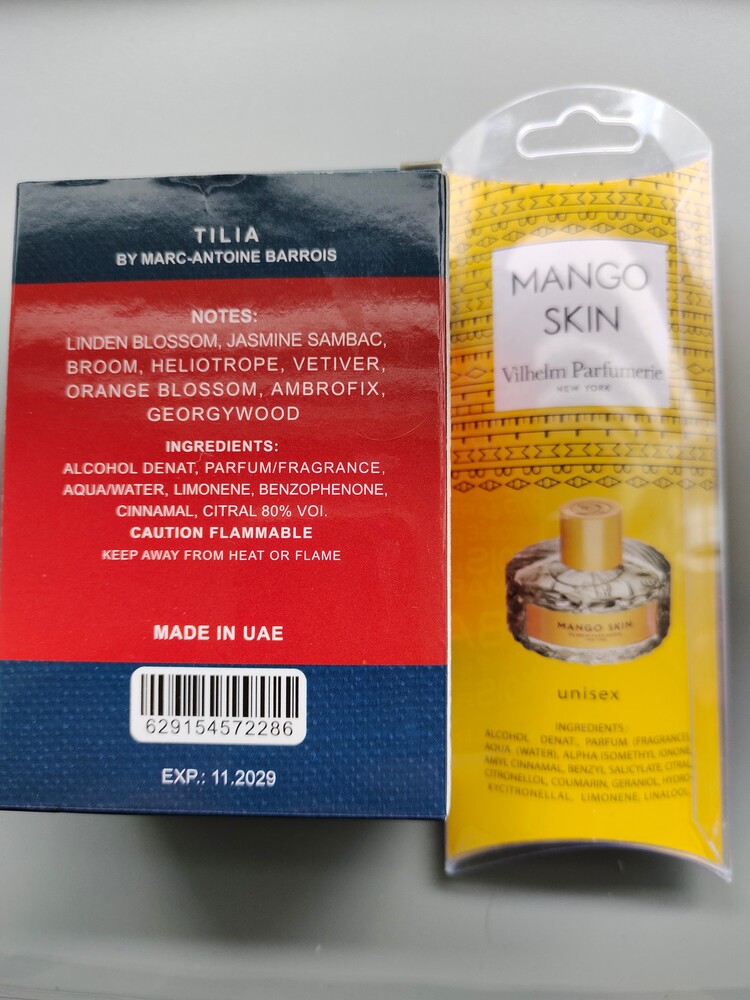 TILIA
BY MARC-ANTOINE BARROIS
NOTES:
LINDEN BLOSSOM, JASMINE SAMBAC,
BROOM, HELIOTROPE, VETIVER,
ORANGE BLOSSOM, AMBROFIX,
GEORGYWOOD
INGREDIENTS:
ALCOHOL DENAT, PARFUM/FRAGRANCE,
AQUA/WATER, LIMONENE, BENZOPHENONE,
CINNAMAL, CITRAL 80% VOI.
CAUTION FLAMMABLE
KEEP AWAY FROM HEAT OR FLAME
MADE IN UAE
629154572286
EXP.: 11.2029
MANGO
SKIN
Vilhelm Parfumerie
NEW YORK
MANGO SKIN
unisex
INGREDIENTS:
ALCOHOL DENAT., PARFUM (FRAGRANCE),
AQUA (WATER), ALPHA ISOMETHYL IONONE,
AMYL CINNAMAL, BENZYL SALICYLATE, CITRAL,
CITRONELLOL, COUMARIN, GERANIOL, HYDRO-
XYCITRONELLAL, LIMONENE, LINALOOL